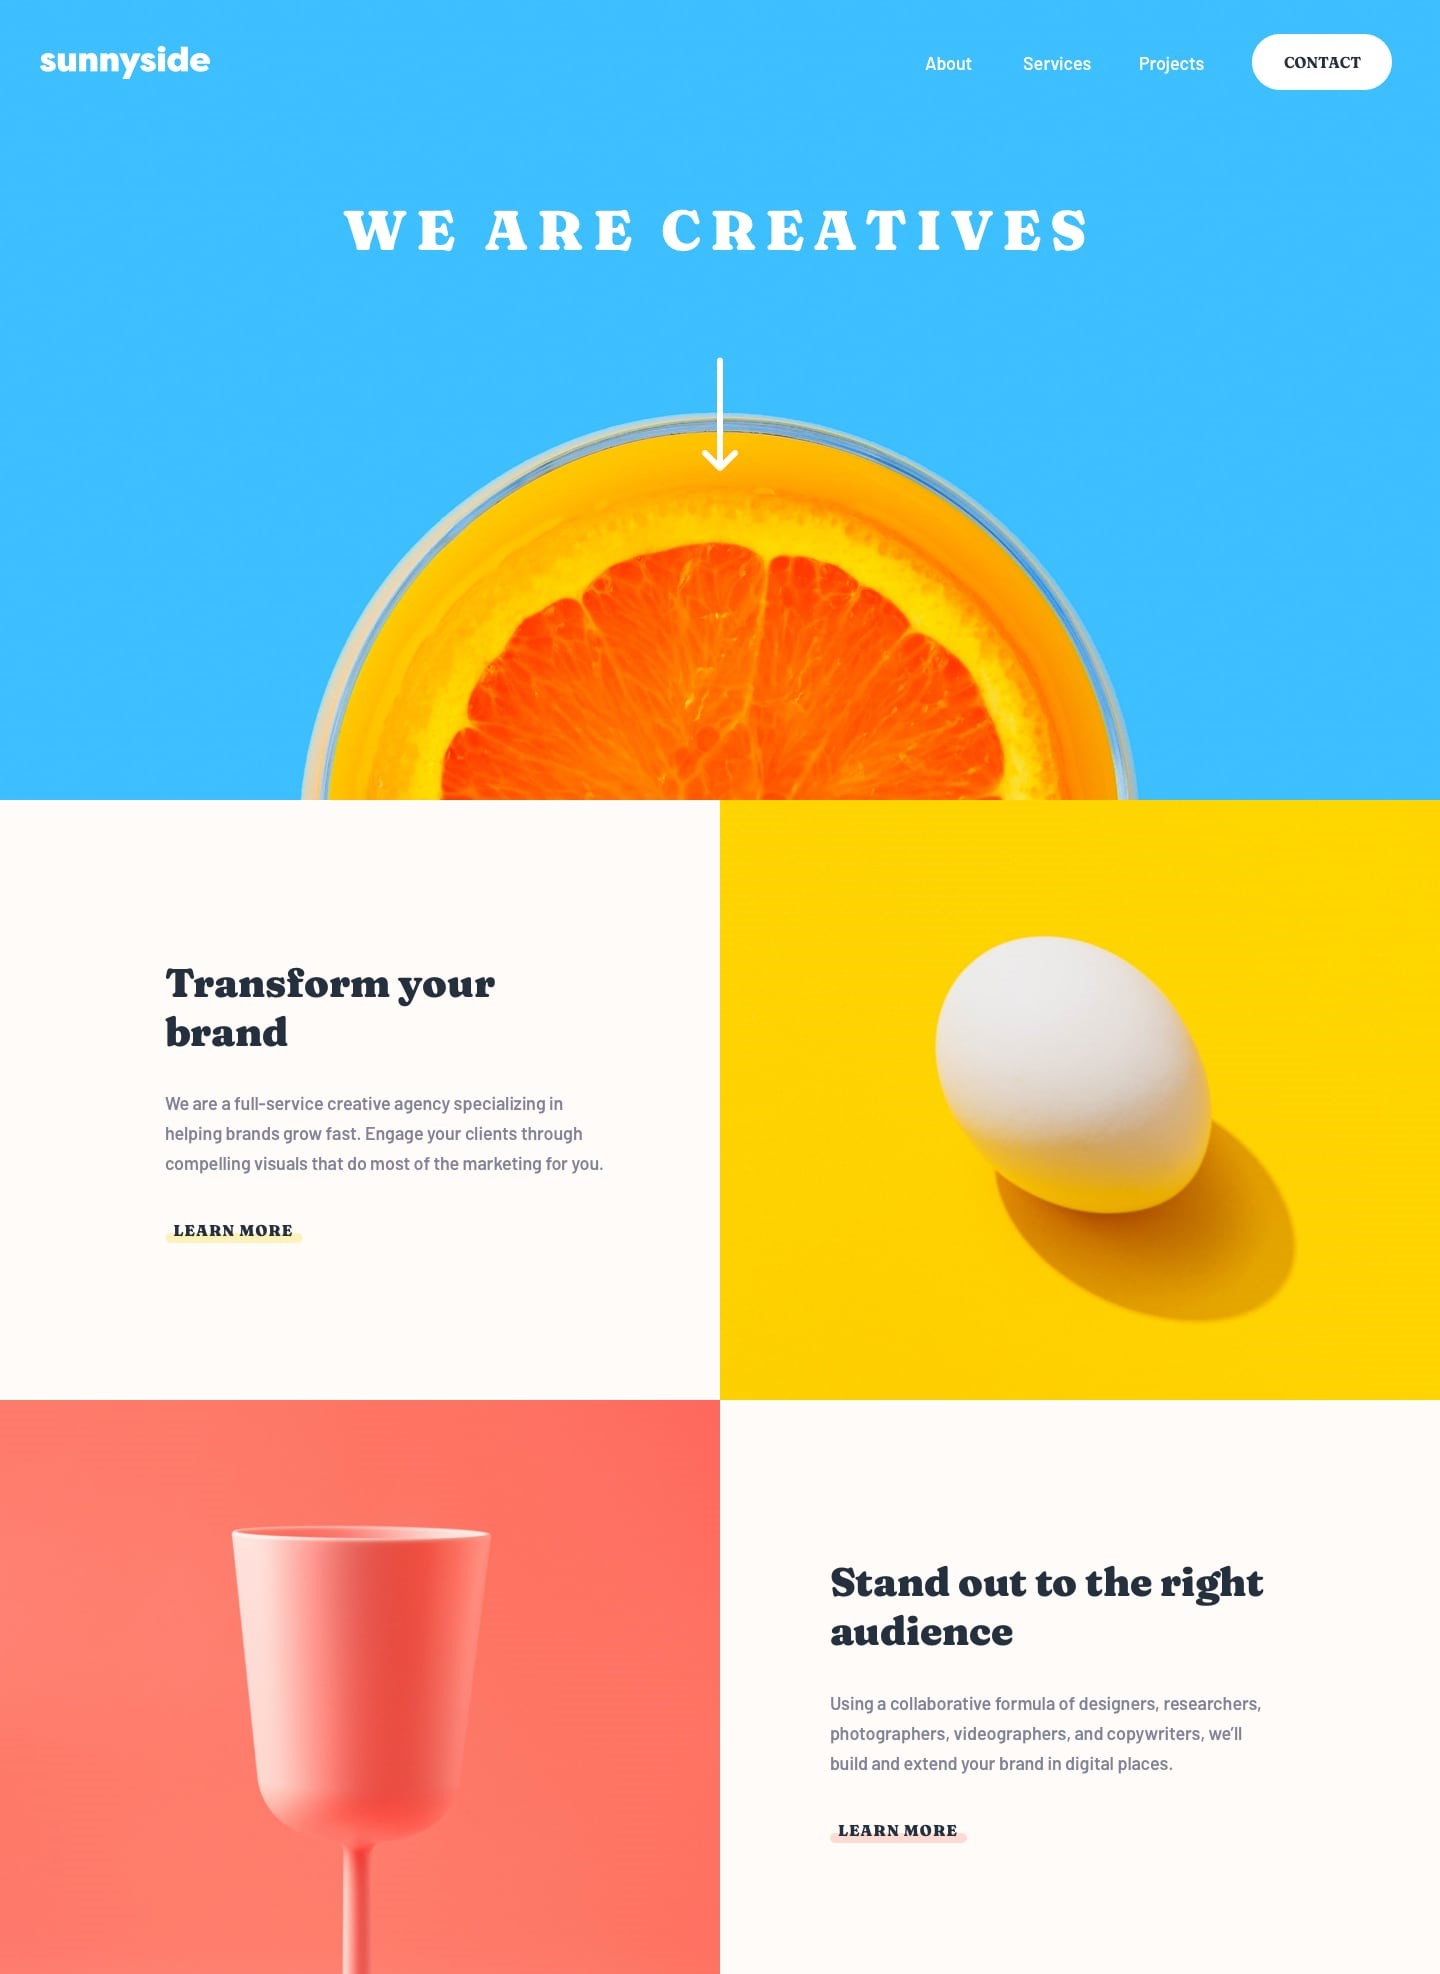 sunnyside
About Services Projects CONTACT
WE ARE CREATIVES
Transform your
brand
We are a full-service creative agency specializing in
helping brands grow fast. Engage your clients through
compelling visuals that do most of the marketing for you.
LEARN MORE
Stand out to the right
audience
Using a collaborative formula of designers, researchers,
photographers, videographers, and copywriters, we’ll
build and extend your brand in digital places.
LEARN MORE